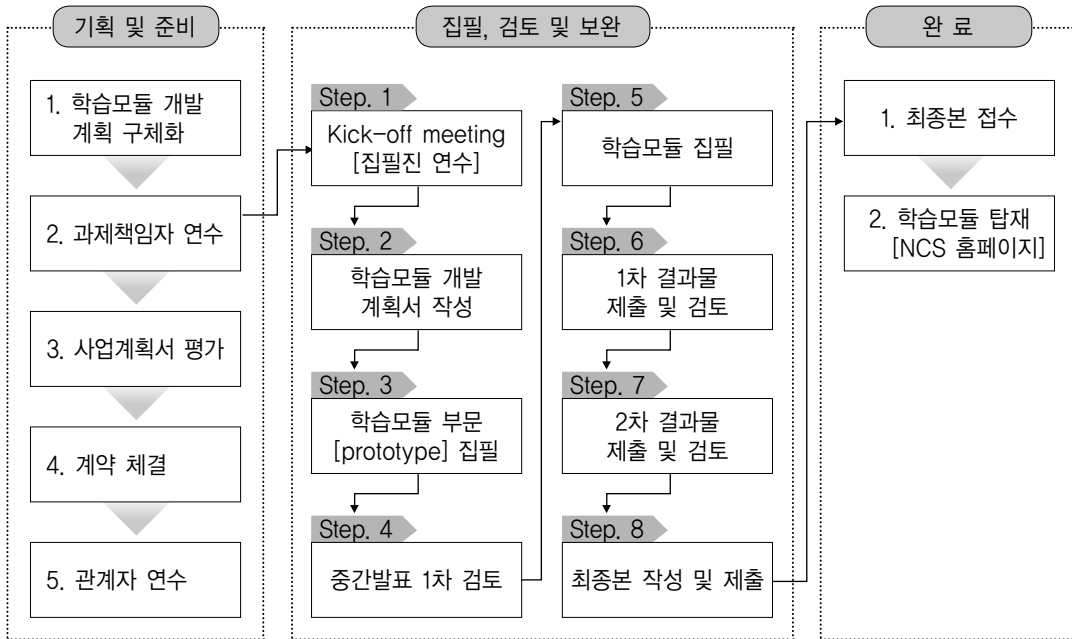 기획 및 준비
1. 학습모듈 개발
계획 구체화
2. 과제책임자 연수
3. 사업계획서 평가
4. 계약 체결
5. 관계자 연수
집필, 검토 및 보완
Step. 1
Kick-off meeting
[집필진 연수]
Step. 2
학습모듈 개발
계획서 작성
Step. 3
학습모듈 부문
[prototype] 집필
Step. 4
중간발표 1차 검토
Step. 5
학습모듈 집필
Step. 6
1차 결과물
제출 및 검토
Step. 7
2차 결과물
제출 및 검토
Step. 8
최종본 작성 및 제출
완 료
1. 최종본 접수
2. 학습모듈 탑재
[NCS 홈페이지]